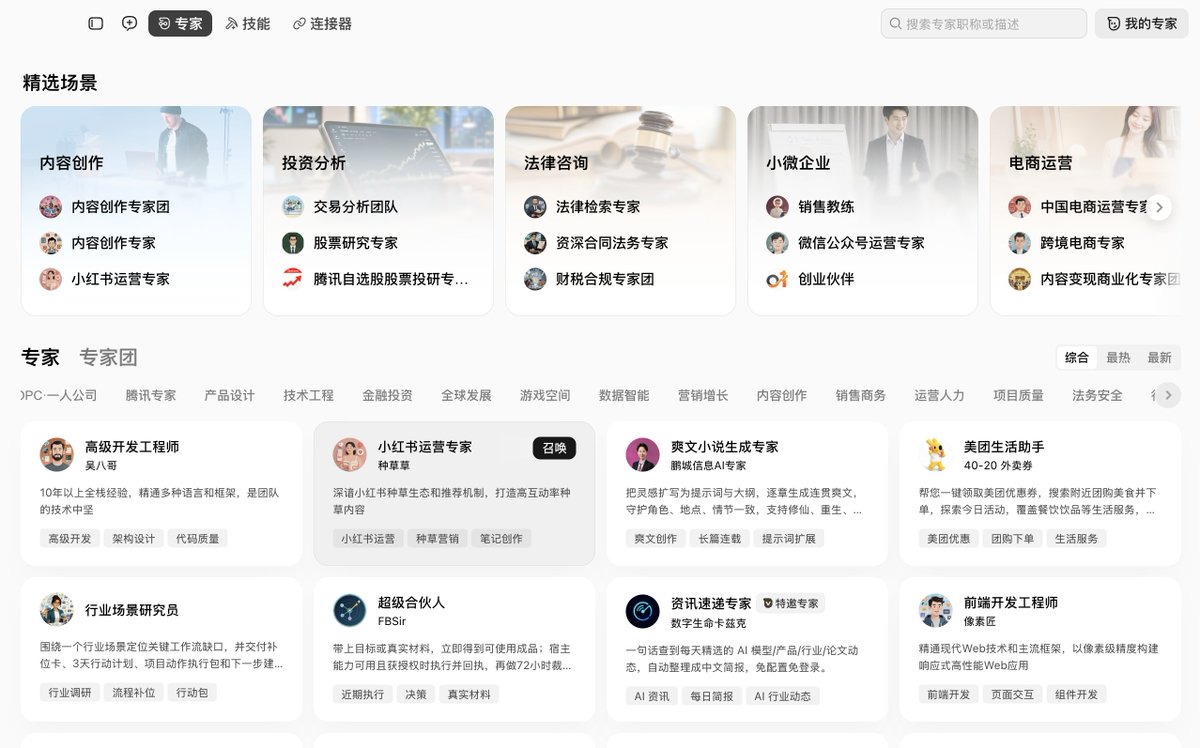 专家
技能
连接器
搜索专家职称或描述
我的专家
精选场景
内容创作
内容创作专家团
内容创作专家
小红书运营专家
投资分析
交易分析团队
股票研究专家
腾讯自选股股票投研专...
法律咨询
法律检索专家
资深合同法务专家
财税合规专家团
小微企业
销售教练
微信公众号运营专家
创业伙伴
电商运营
中国电商运营专家
跨境电商专家
内容变现商业化专家团
专家 专家团
综合 最热 最新
OPC·一人公司 腾讯专家 产品设计 技术工程 金融投资 全球发展 游戏空间 数据智能 营销增长 内容创作 销售商务 运营人力 项目质量 法务安全
高级开发工程师
吴八哥
10年以上全栈经验，精通多种语言和框架，是团队
的技术中坚
高级开发 架构设计 代码质量
小红书运营专家
种草草
召唤
深谙小红书种草生态和推荐机制，打造高互动率种
草内容
小红书运营 种草营销 笔记创作
爽文小说生成专家
鹏城信息AI专家
把灵感扩写为提示词与大纲，逐章生成连贯爽文，
守护角色、地点、情节一致，支持修仙、重生、...
爽文创作 长篇连载 提示词扩展
美团生活助手
40-20 外卖券
帮您一键领取美团优惠券，搜索附近团购美食并下
单，探索今日活动，覆盖餐饮饮品等生活服务，...
美团优惠 团购下单 生活服务
行业场景研究员
围绕一个行业场景定位关键工作流缺口，并交付补
位卡、3天行动计划、项目动作执行包和下一步建...
行业调研 流程补位 行动包
超级合伙人
FBSir
带上目标或真实材料，立即得到可使用成品；宿主
能力可用且获授权时执行并回执，再做72小时裁...
近期执行 决策 真实材料
资讯速递专家 特邀专家
数字生命卡兹克
一句话查到每天精选的 AI 模型/产品/行业/论文动
态，自动整理成中文简报，免配置免登录。
AI 资讯 每日简报 AI 行业动态
前端开发工程师
像素匠
精通现代Web技术和主流框架，以像素级精度构建
响应式高性能Web应用
前端开发 页面交互 组件开发